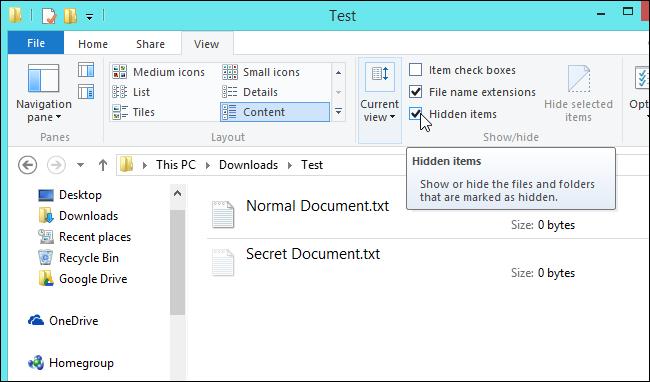 Test
File Home Share View
Medium icons Small icons Item check boxes
List Details File name extensions
Tiles Content Hidden items
Navigation pane
Current view
Hide selected items
Panes Layout Show/hide
This PC Downloads Test
Hidden items
Show or hide the files and folders
that are marked as hidden.
Desktop
Downloads
Recent places
Recycle Bin
Google Drive
OneDrive
Homegroup
Normal Document.txt
Size: 0 bytes
Secret Document.txt
Size: 0 bytes